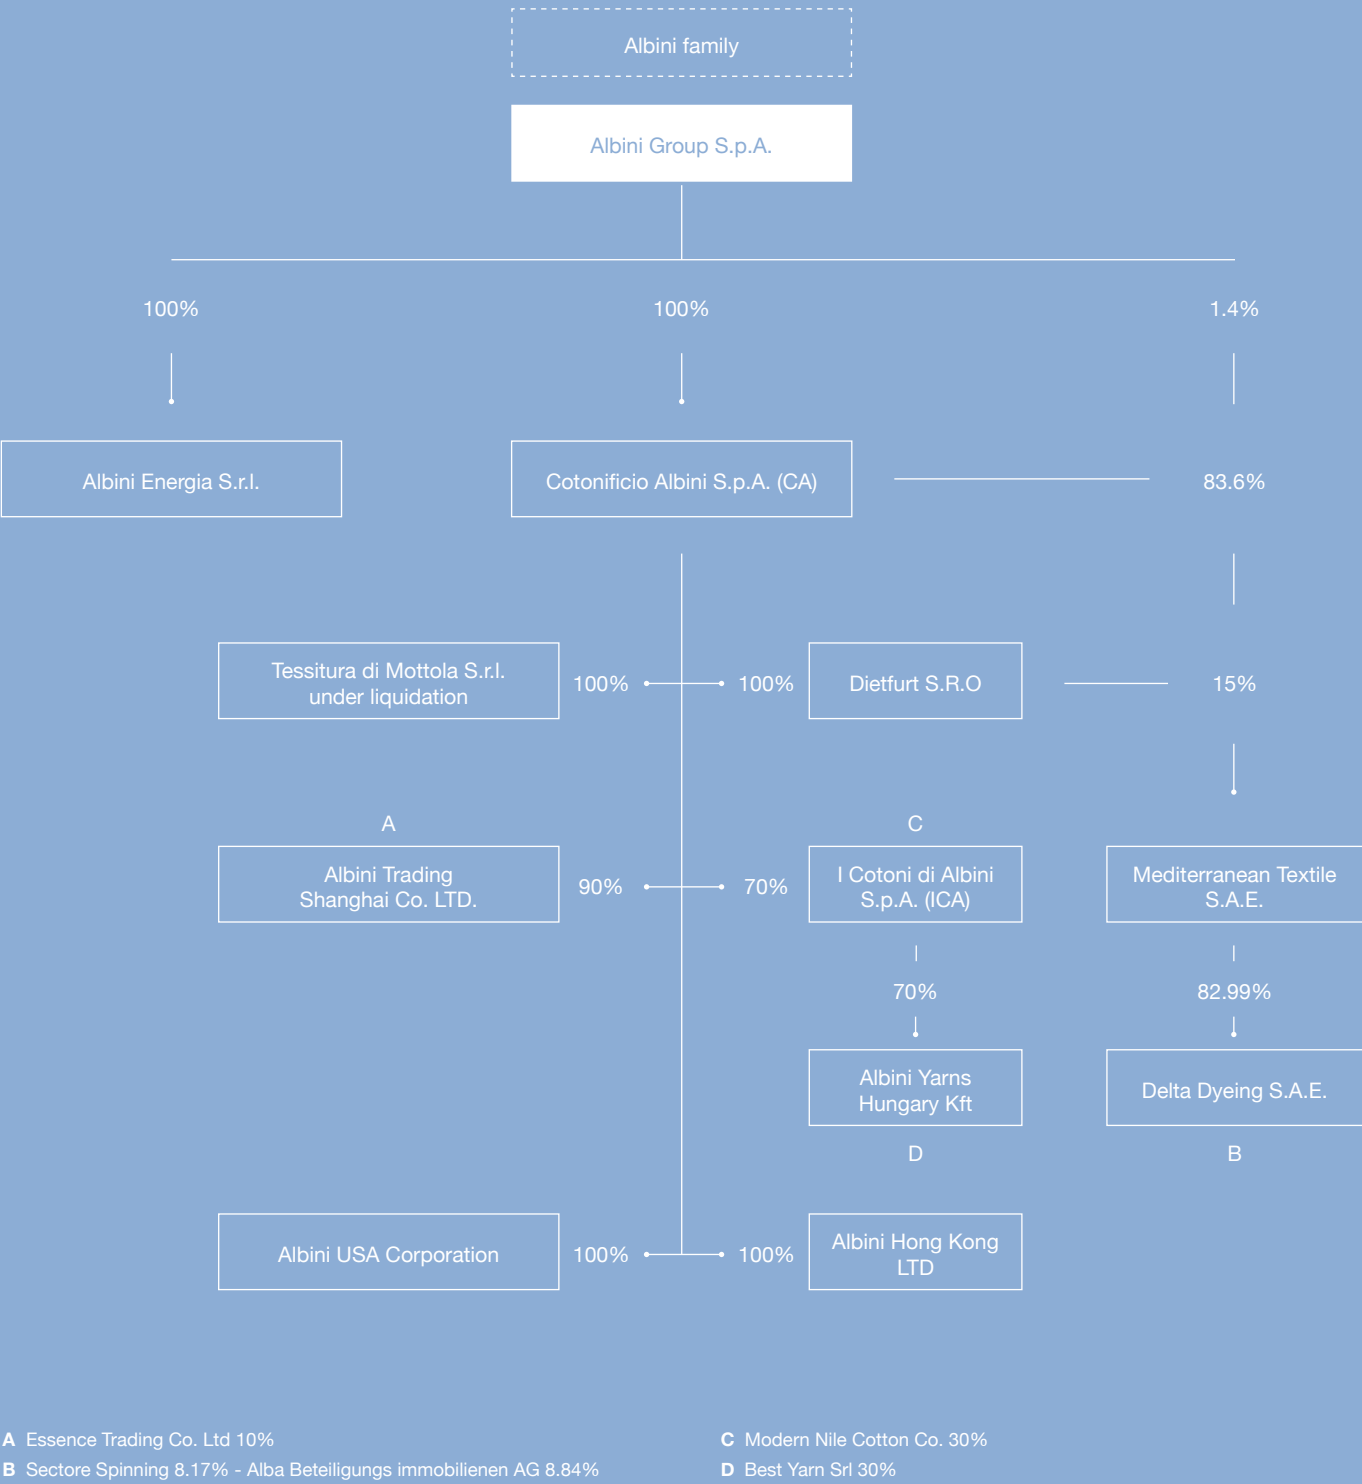 Albini family
Albini Group S.p.A.
100%
100%
1.4%
Albini Energia S.r.l.
Cotonificio Albini S.p.A. (CA)
83.6%
Tessitura di Mottola S.r.l.
under liquidation
100%
100%
Dietfurt S.R.O
15%
A
Albini Trading
Shanghai Co. LTD.
90%
70%
C
I Cotoni di Albini
S.p.A. (ICA)
Mediterranean Textile
S.A.E.
70%
82.99%
Albini Yarns
Hungary Kft
D
Delta Dyeing S.A.E.
B
Albini USA Corporation
100%
100%
Albini Hong Kong
LTD
A Essence Trading Co. Ltd 10%
B Sectore Spinning 8.17% - Alba Beteiligungs immobilienen AG 8.84%
C Modern Nile Cotton Co. 30%
D Best Yarn Srl 30%